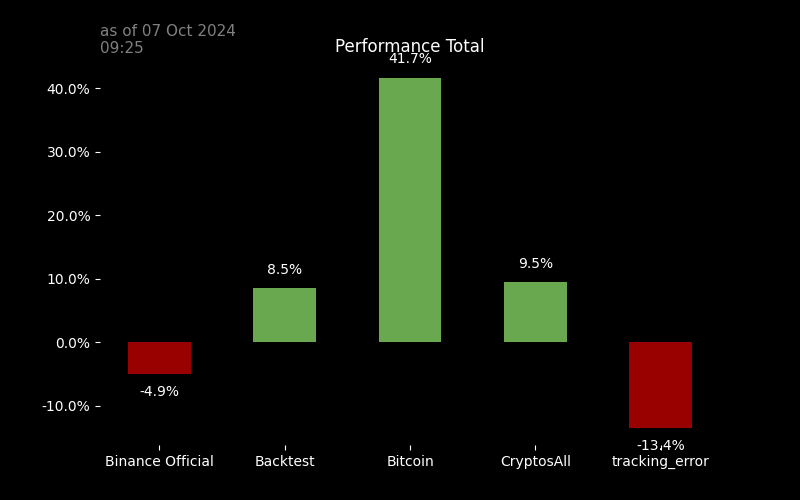 as of 07 Oct 2024
09:25
Performance Total
41.7%
40.0%
30.0%
20.0%
10.0%
0.0%
-10.0%
8.5%
9.5%
-4.9%
-13.4%
Binance Official
Backtest
Bitcoin
CryptosAll
tracking_error